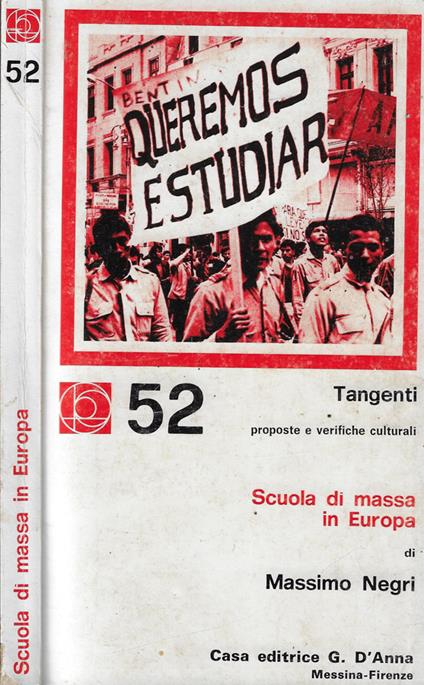 52
Scuola di massa in Europa
BENTIN
QUEREMOS
ESTUDIAR
52
Tangenti
proposte e verifiche culturali
Scuola di massa
in Europa
di
Massimo Negri
Casa editrice G. D'Anna
Messina-Firenze